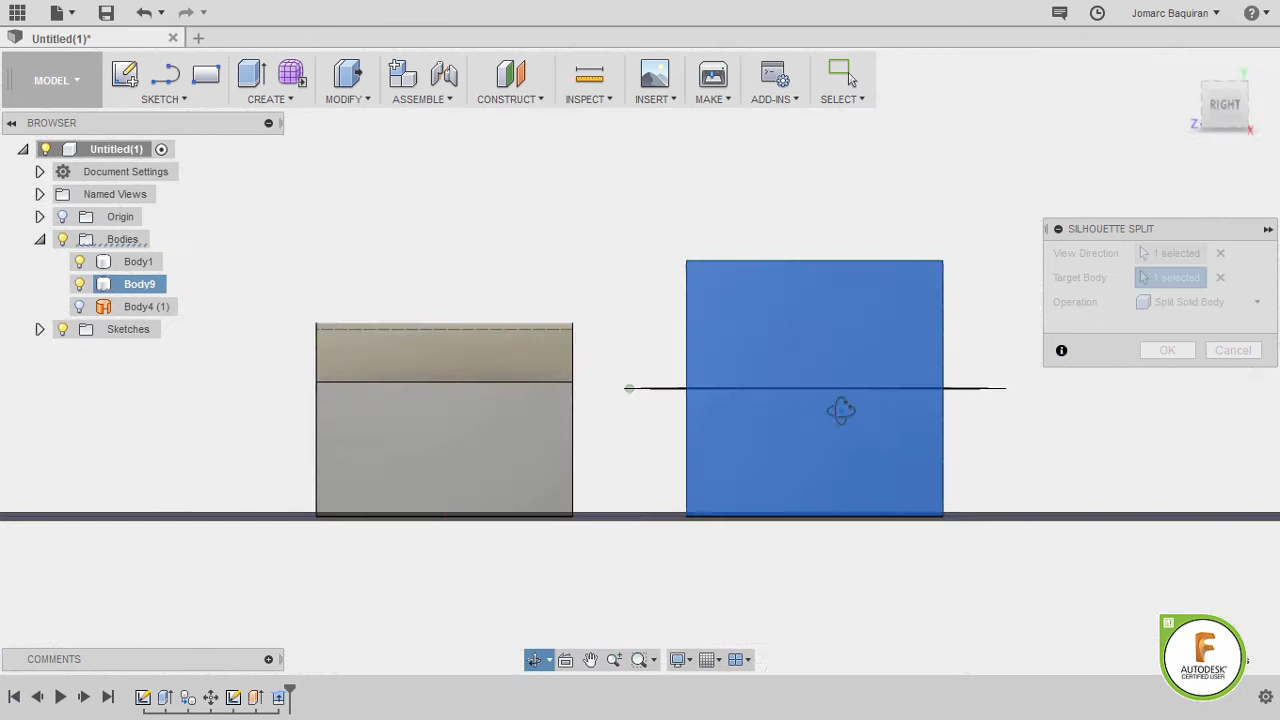 Jomarc Baquiran
Untitled(1)*
MODEL
SKETCH
CREATE
MODIFY
ASSEMBLE
CONSTRUCT
INSPECT
INSERT
MAKE
ADD-INS
SELECT
BROWSER
RIGHT
Z
X
Untitled(1)
Document Settings
Named Views
Origin
Bodies
Body1
Body9
Body4 (1)
Sketches
SILHOUETTE SPLIT
View Direction 1 selected
Target Body 1 selected
Operation Split Solid Body
OK Cancel
COMMENTS
AUTODESK
CERTIFIED USER